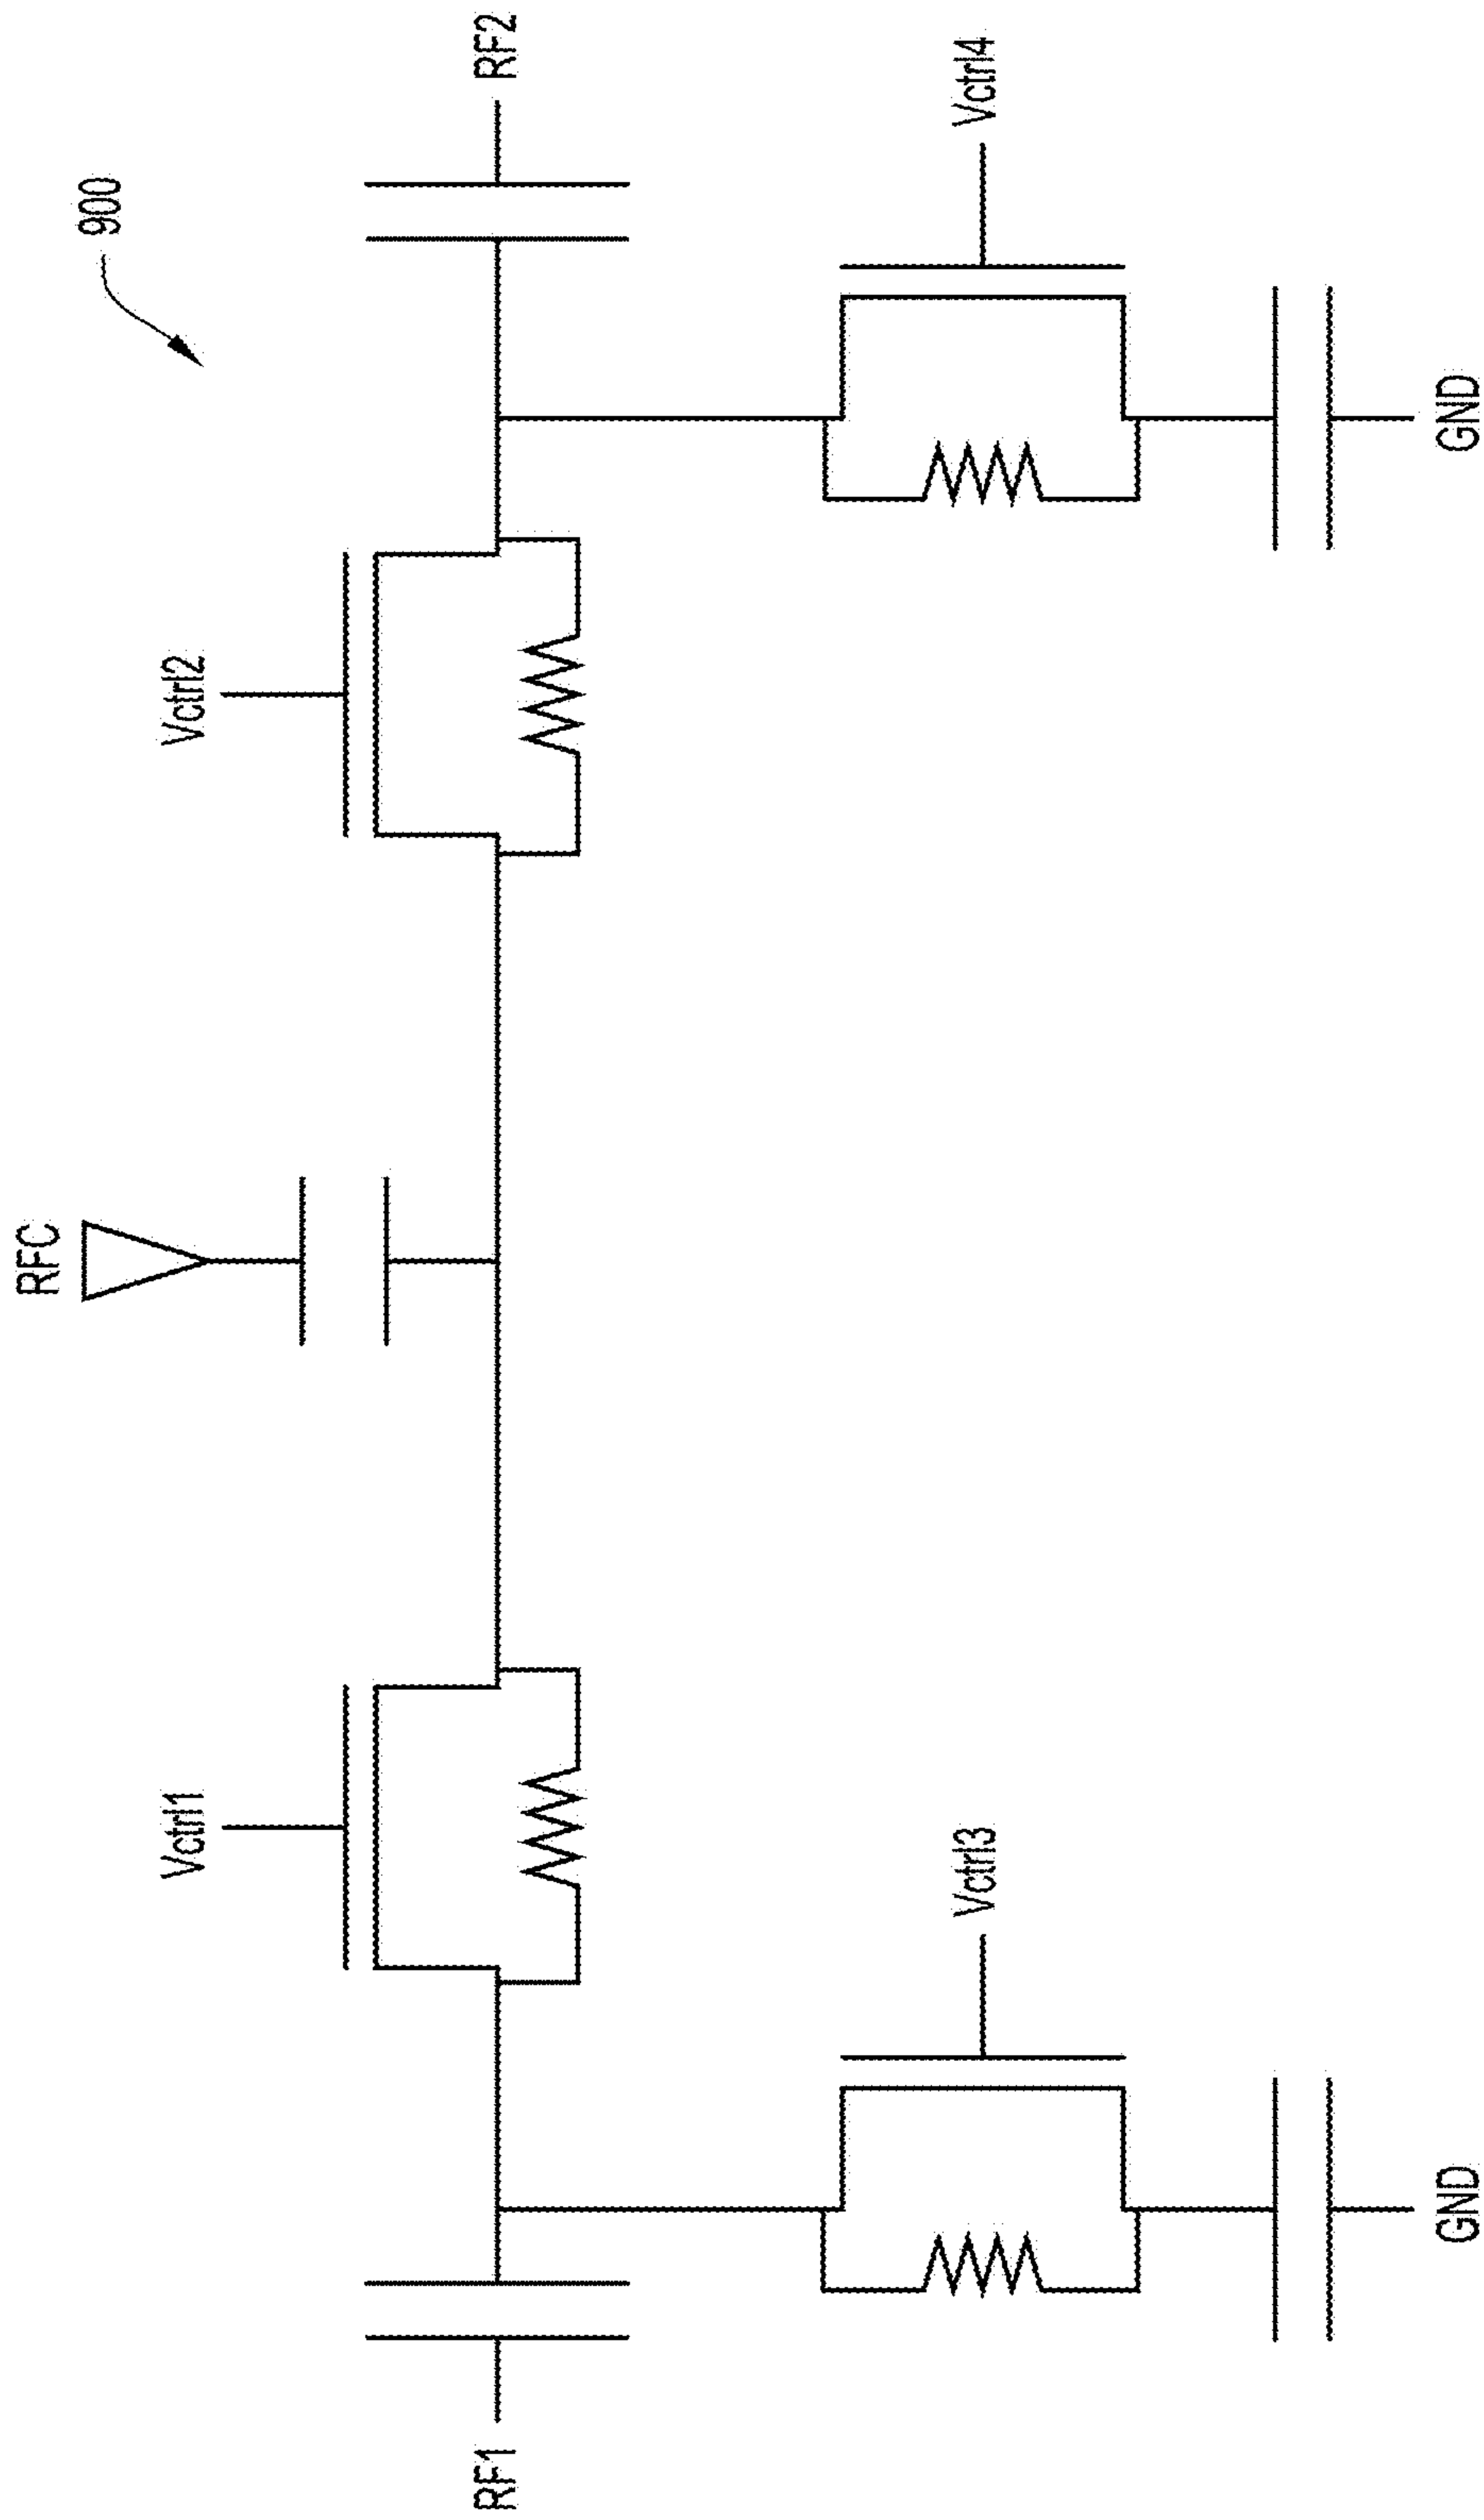 900
RFC
Vctrl1
Vctrl2
RF1
RF2
Vctrl3
Vctrl4
GND
GND